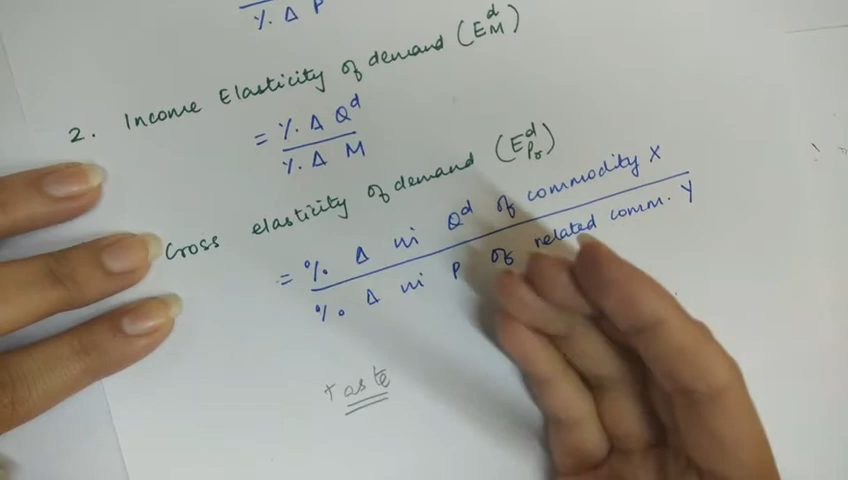 % Δ P
2. Income Elasticity of demand (E^d_M)
= % Δ Q^d
% Δ M
Cross elasticity of demand (E^d_Pr)
= % Δ in Q^d of commodity X
% Δ in P of related comm. Y
taste